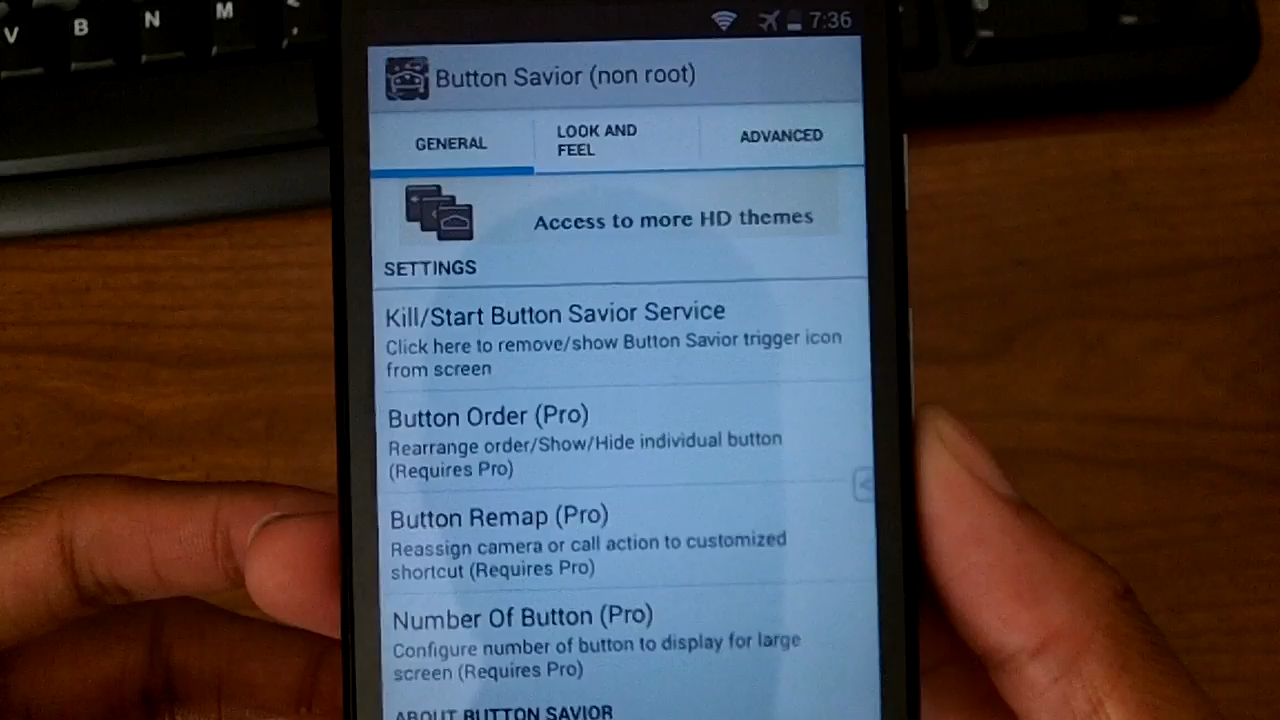 V B N M <
;
7:36
Button Savior (non root)
GENERAL
LOOK AND
FEEL
ADVANCED
Access to more HD themes
SETTINGS
Kill/Start Button Savior Service
Click here to remove/show Button Savior trigger icon
from screen
Button Order (Pro)
Rearrange order/Show/Hide individual button
(Requires Pro)
Button Remap (Pro)
Reassign camera or call action to customized
shortcut (Requires Pro)
Number Of Button (Pro)
Configure number of button to display for large
screen (Requires Pro)
ABOUT BUTTON SAVIOR